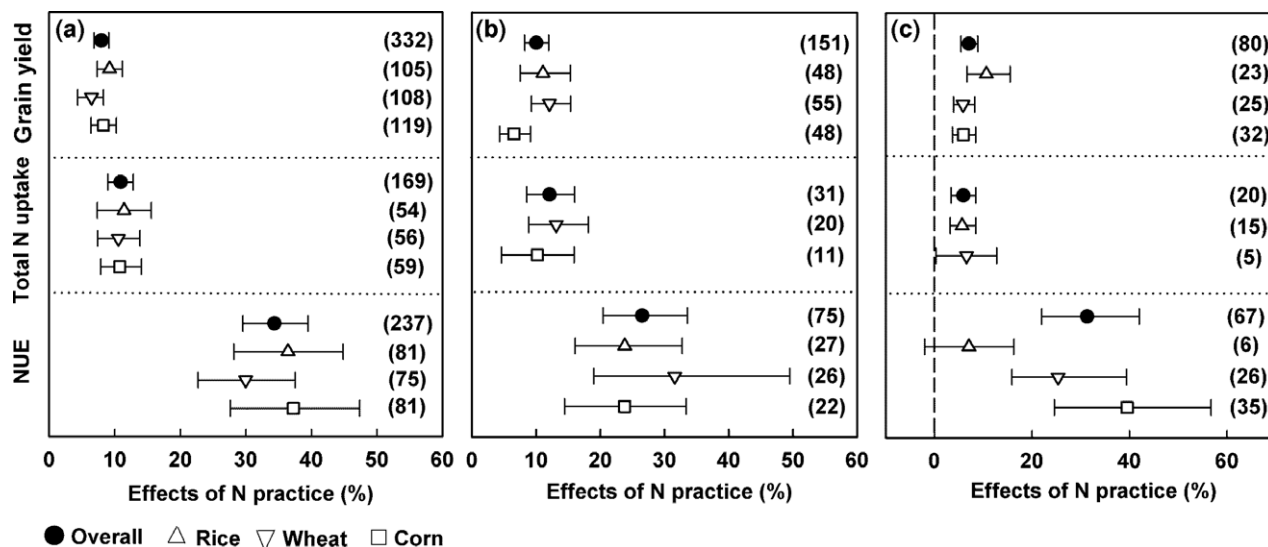 (a)
(332)
(105)
(108)
(119)
(169)
(54)
(56)
(59)
(237)
(81)
(75)
(81)
Grain yield
Total N uptake
NUE
0 10 20 30 40 50 60
Effects of N practice (%)
(b)
(151)
(48)
(55)
(48)
(31)
(20)
(11)
(75)
(27)
(26)
(22)
0 10 20 30 40 50 60
Effects of N practice (%)
(c)
(80)
(23)
(25)
(32)
(20)
(15)
(5)
(67)
(6)
(26)
(35)
0 20 40 60
Effects of N practice (%)
Overall Rice Wheat Corn